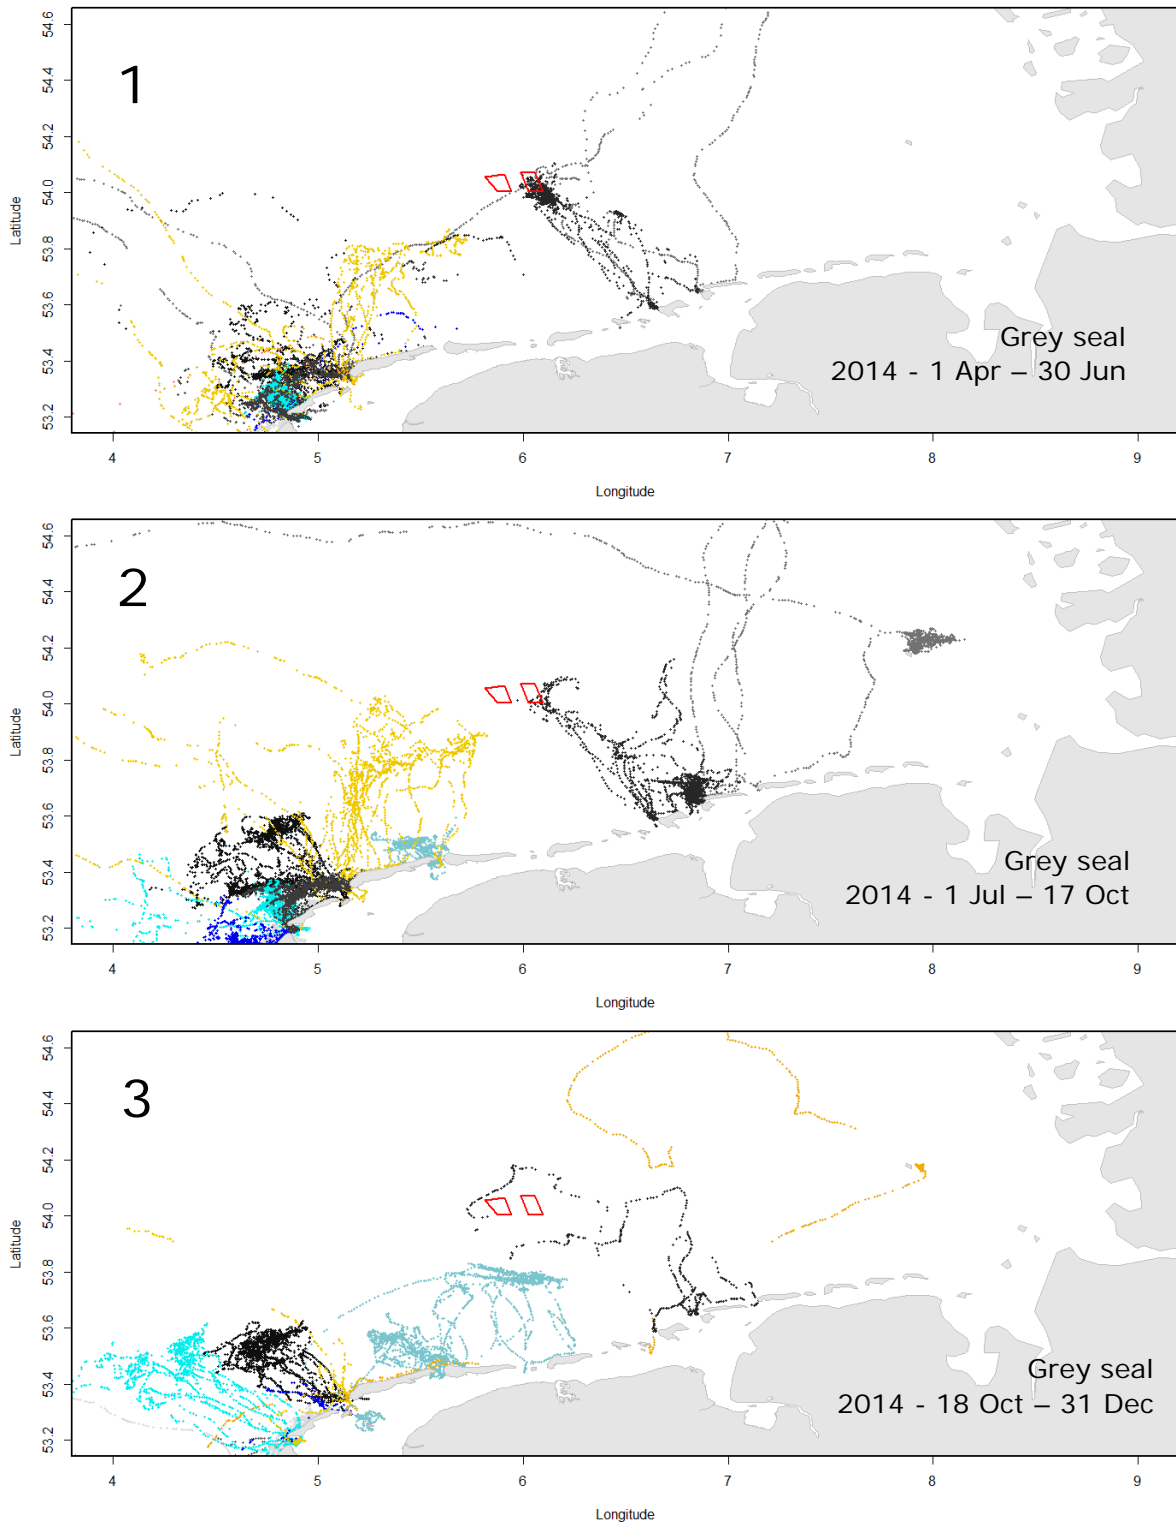 54.6
54.4
54.2
54.0
53.8
53.6
53.4
53.2
Latitude
1
Grey seal
2014 - 1 Apr – 30 Jun
4 5 6 7 8 9
Longitude
54.6
54.4
54.2
54.0
53.8
53.6
53.4
53.2
Latitude
2
Grey seal
2014 - 1 Jul – 17 Oct
4 5 6 7 8 9
Longitude
54.6
54.4
54.2
54.0
53.8
53.6
53.4
53.2
Latitude
3
Grey seal
2014 - 18 Oct – 31 Dec
4 5 6 7 8 9
Longitude